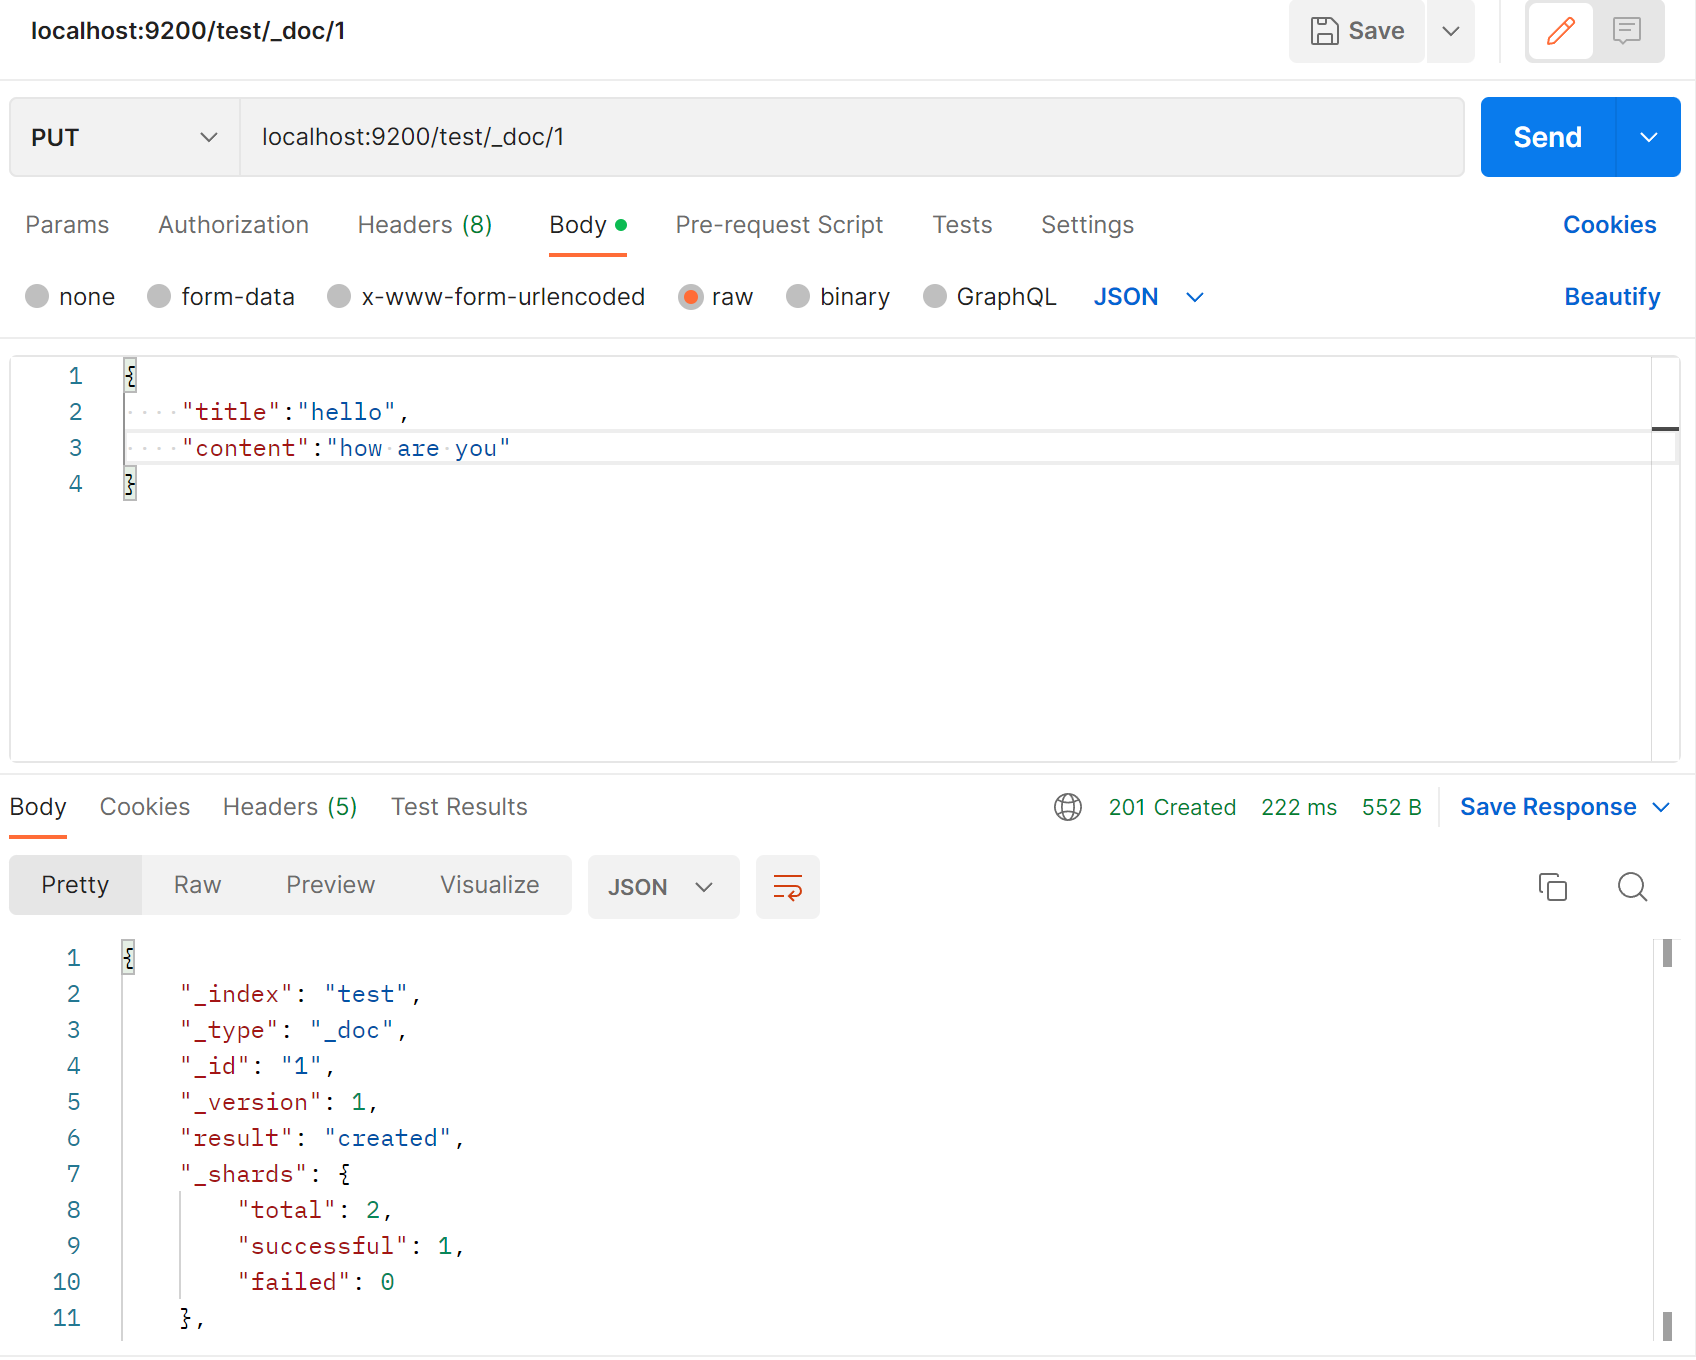 localhost:9200/test/_doc/1 Save
PUT localhost:9200/test/_doc/1 Send
Params Authorization Headers (8) Body Pre-request Script Tests Settings Cookies
none form-data x-www-form-urlencoded raw binary GraphQL JSON Beautify
1 {
2 "title":"hello",
3 "content":"how are you"
4 }
Body Cookies Headers (5) Test Results 201 Created 222 ms 552 B Save Response
Pretty Raw Preview Visualize JSON
1 {
2 "_index": "test",
3 "_type": "_doc",
4 "_id": "1",
5 "_version": 1,
6 "result": "created",
7 "_shards": {
8 "total": 2,
9 "successful": 1,
10 "failed": 0
11 },